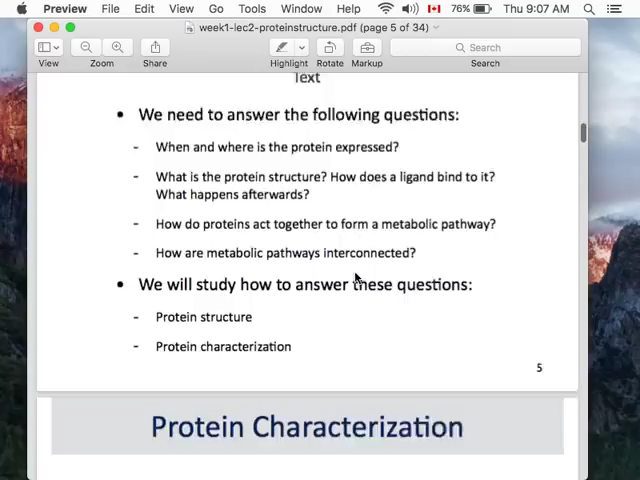 Preview File Edit View Go Tools Window Help 76% Thu 9:07 AM
week1-lec2-proteinstructure.pdf (page 5 of 34)
Search
View Zoom Share Highlight Rotate Markup Search
Text
• We need to answer the following questions:
- When and where is the protein expressed?
- What is the protein structure? How does a ligand bind to it?
What happens afterwards?
- How do proteins act together to form a metabolic pathway?
- How are metabolic pathways interconnected?
• We will study how to answer these questions:
- Protein structure
- Protein characterization
5
Protein Characterization